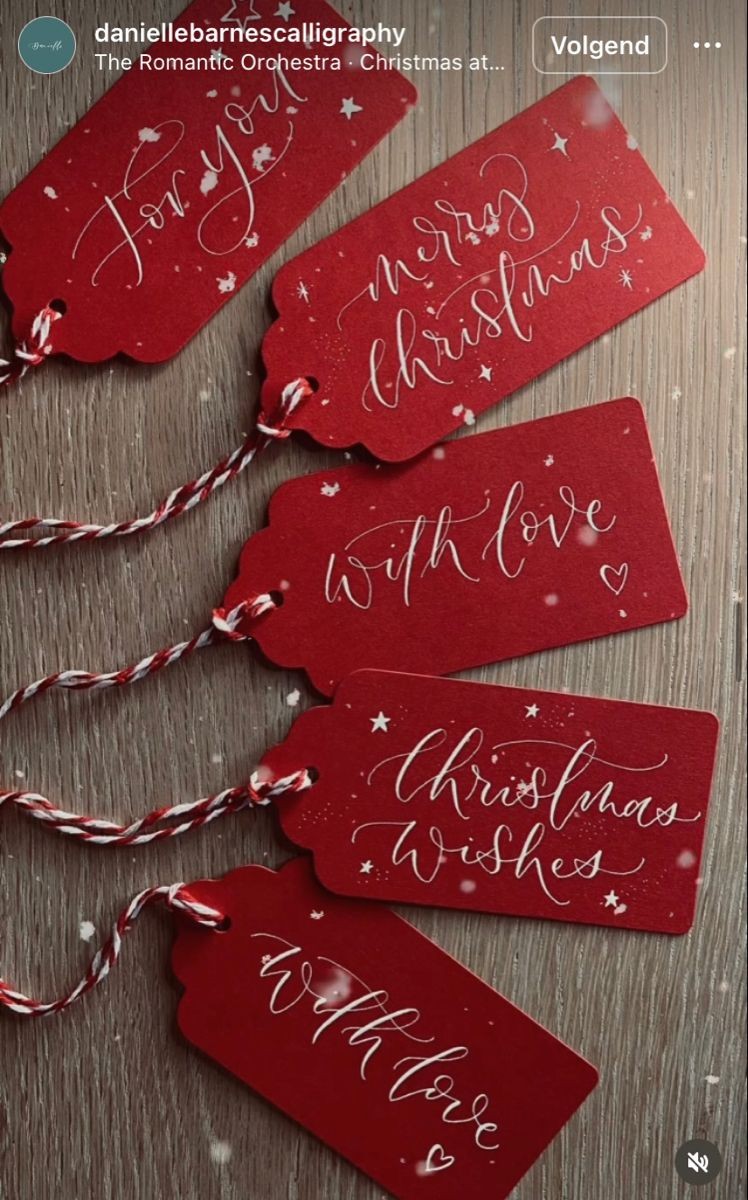 daniellebarnescalligraphy
The Romantic Orchestra · Christmas at...
Volgend
For you
merry
Christmas
with love
Christmas
Wishes
With love